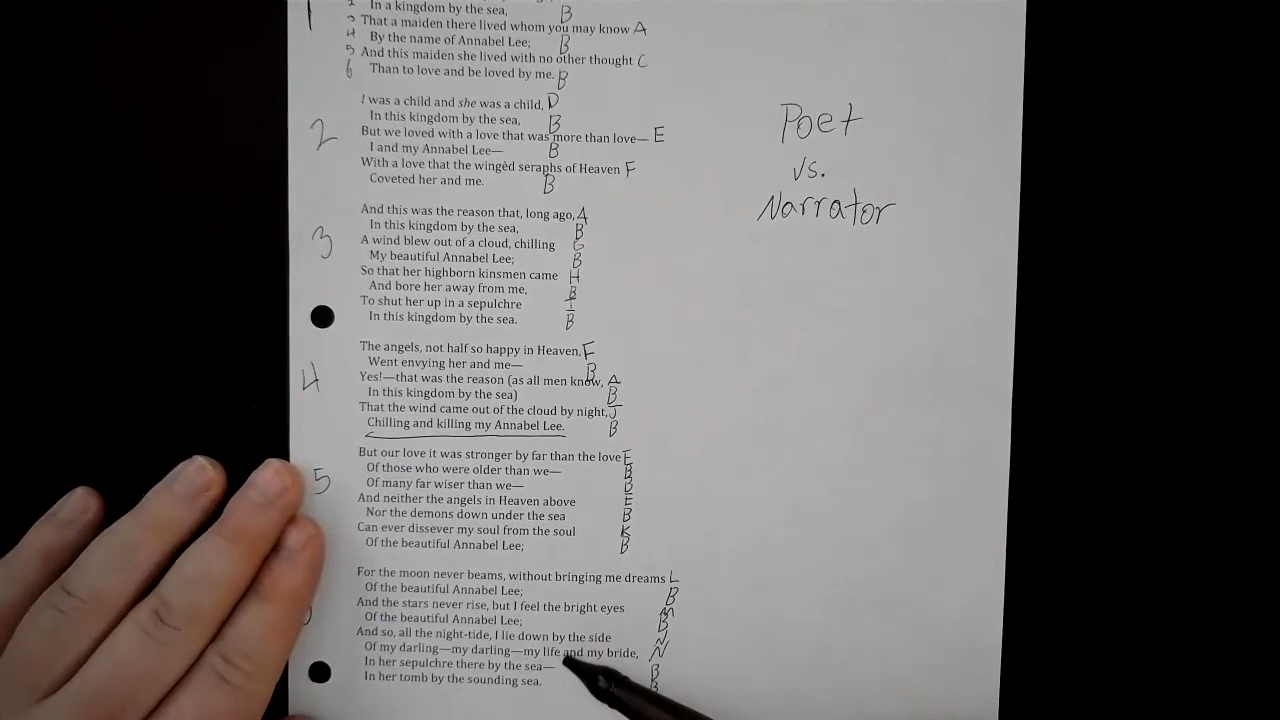 1
2 In a kingdom by the sea, B
3 That a maiden there lived whom you may know A
4 By the name of Annabel Lee; B
5 And this maiden she lived with no other thought C
6 Than to love and be loved by me. B
I was a child and she was a child, D
In this kingdom by the sea, B
2 But we loved with a love that was more than love— E
I and my Annabel Lee— B
With a love that the wingèd seraphs of Heaven F
Coveted her and me. B
Poet
vs.
Narrator
And this was the reason that, long ago, A
In this kingdom by the sea, B
3 A wind blew out of a cloud, chilling G
My beautiful Annabel Lee; B
So that her highborn kinsmen came H
And bore her away from me, B
To shut her up in a sepulchre I
In this kingdom by the sea. B
The angels, not half so happy in Heaven, F
Went envying her and me— B
4 Yes!—that was the reason (as all men know, A
In this kingdom by the sea) B
That the wind came out of the cloud by night, J
Chilling and killing my Annabel Lee. B
But our love it was stronger by far than the love E
Of those who were older than we— B
5 Of many far wiser than we— B
And neither the angels in Heaven above E
Nor the demons down under the sea B
Can ever dissever my soul from the soul K
Of the beautiful Annabel Lee; B
For the moon never beams, without bringing me dreams L
Of the beautiful Annabel Lee; B
And the stars never rise, but I feel the bright eyes M
Of the beautiful Annabel Lee; B
And so, all the night-tide, I lie down by the side N
Of my darling—my darling—my life and my bride, N
In her sepulchre there by the sea— B
In her tomb by the sounding sea. B